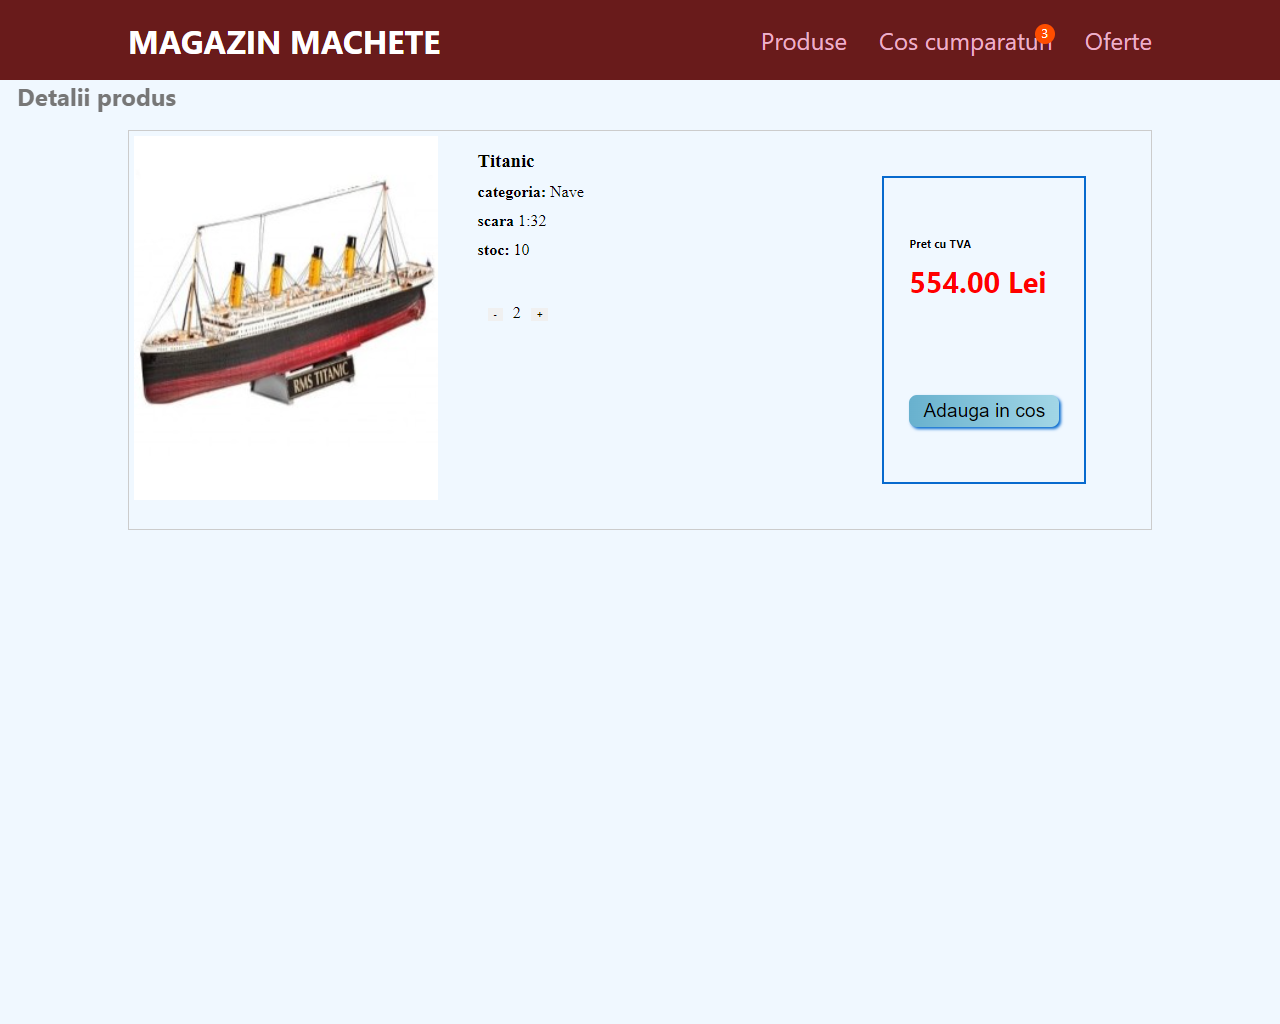 MAGAZIN MACHETE
Produse Cos cumparaturi 3 Oferte
Detalii produs
RMS TITANIC
Titanic
categoria: Nave
scara 1:32
stoc: 10
- 2 +
Pret cu TVA
554.00 Lei
Adauga in cos